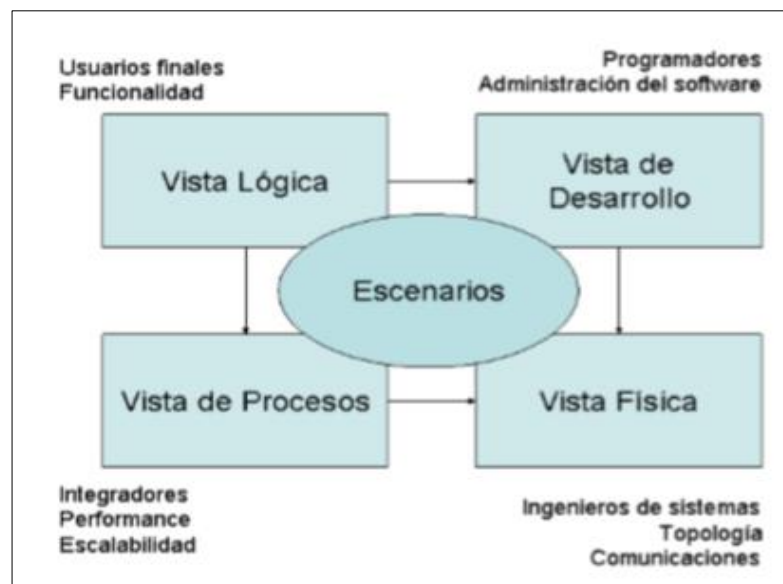 Usuarios finales
Funcionalidad
Programadores
Administración del software
Vista Lógica
Vista de
Desarrollo
Escenarios
Vista de Procesos
Vista Física
Integradores
Performance
Escalabilidad
Ingenieros de sistemas
Topología
Comunicaciones